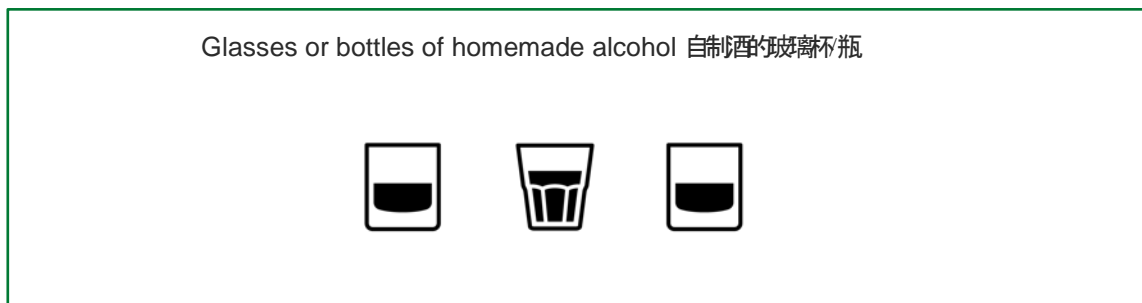 Glasses or bottles of homemade alcohol 自制酒的玻璃杯/瓶